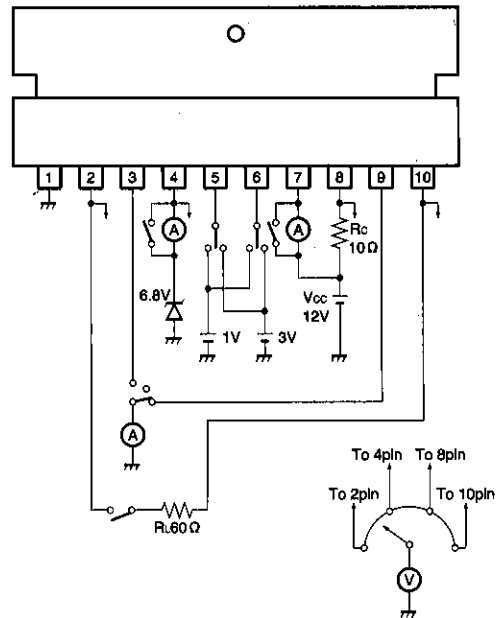 1 2 3 4 5 6 7 8 9 10
A
A
RC
10Ω
6.8V
VCC
12V
1V
3V
A
To 4pin
To 8pin
To 2pin
To 10pin
RL60Ω
V